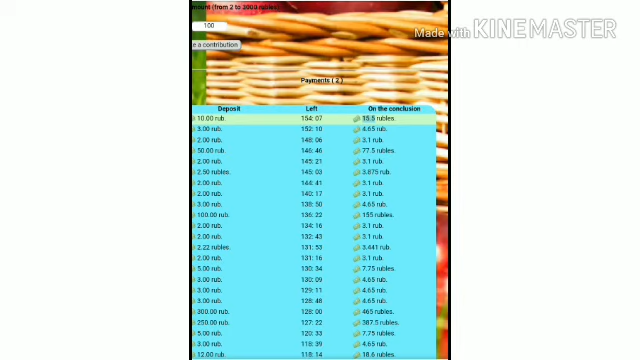 mount (from 2 to 3000 rubles)
Made with KINEMASTER
100
e a contribution
Payments ( 2 )
Deposit Left On the conclusion
10.00 rub. 154: 07 15.5 rubles.
3.00 rub. 152: 10 4.65 rub.
2.00 rub. 148: 06 3.1 rub.
50.00 rub. 146: 46 77.5 rubles.
2.00 rub. 145: 21 3.1 rub.
2.50 rubles. 145: 03 3,875 rub.
2.00 rub. 144: 41 3.1 rub.
2.00 rub. 140: 17 3.1 rub.
3.00 rub. 138: 50 4.65 rub.
100.00 rub. 136: 22 155 rubles.
2.00 rub. 134: 16 3.1 rub.
2.00 rub. 132: 43 3.1 rub.
2.22 rubles. 131: 53 3,441 rub.
2.00 rub. 131: 16 3.1 rub.
5.00 rub. 130: 34 7.75 rubles.
3.00 rub. 130: 09 4.65 rub.
3.00 rub. 129: 11 4.65 rub.
3.00 rub. 128: 48 4.65 rub.
300.00 rub. 128: 00 465 rubles.
250.00 rub. 127: 22 387.5 rubles.
5.00 rub. 120: 33 7.75 rubles.
3.00 rub. 118: 39 4.65 rub.
12.00 rub. 118: 14 18.6 rubles.